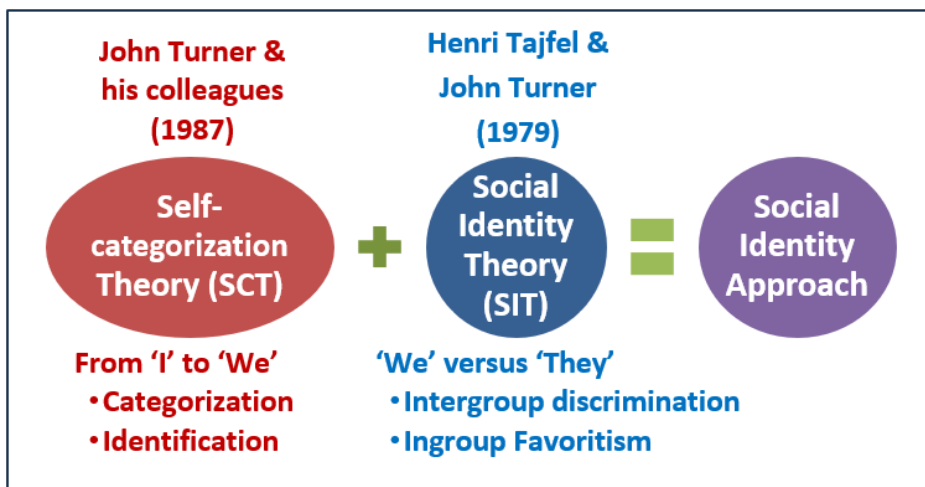 John Turner &
his colleagues
(1987)
Henri Tajfel &
John Turner
(1979)
Self-
categorization
Theory (SCT)
+
Social
Identity
Theory
(SIT)
=
Social
Identity
Approach
From ‘I’ to ‘We’
• Categorization
• Identification
‘We’ versus ‘They’
• Intergroup discrimination
• Ingroup Favoritism